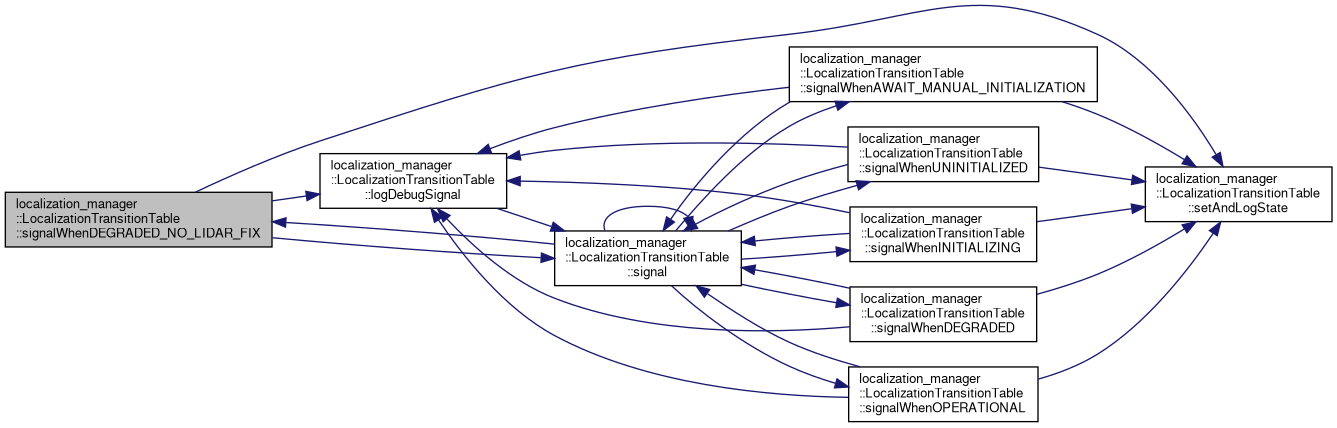 localization_manager
::LocalizationTransitionTable
::signalWhenDEGRADED_NO_LIDAR_FIX
localization_manager
::LocalizationTransitionTable
::logDebugSignal
localization_manager
::LocalizationTransitionTable
::signal
localization_manager
::LocalizationTransitionTable
::signalWhenAWAIT_MANUAL_INITIALIZATION
localization_manager
::LocalizationTransitionTable
::signalWhenUNINITIALIZED
localization_manager
::LocalizationTransitionTable
::signalWhenINITIALIZING
localization_manager
::LocalizationTransitionTable
::signalWhenDEGRADED
localization_manager
::LocalizationTransitionTable
::signalWhenOPERATIONAL
localization_manager
::LocalizationTransitionTable
::setAndLogState